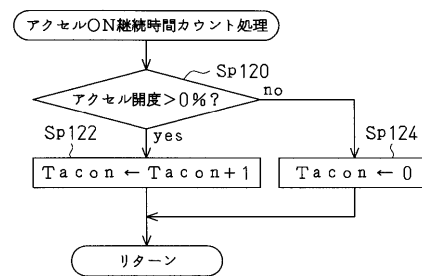 アクセルON継続時間カウント処理
Sp120
アクセル開度>0%?
no
yes
Sp122
Sp124
Tacon ← Tacon+1
Tacon ← 0
リターン